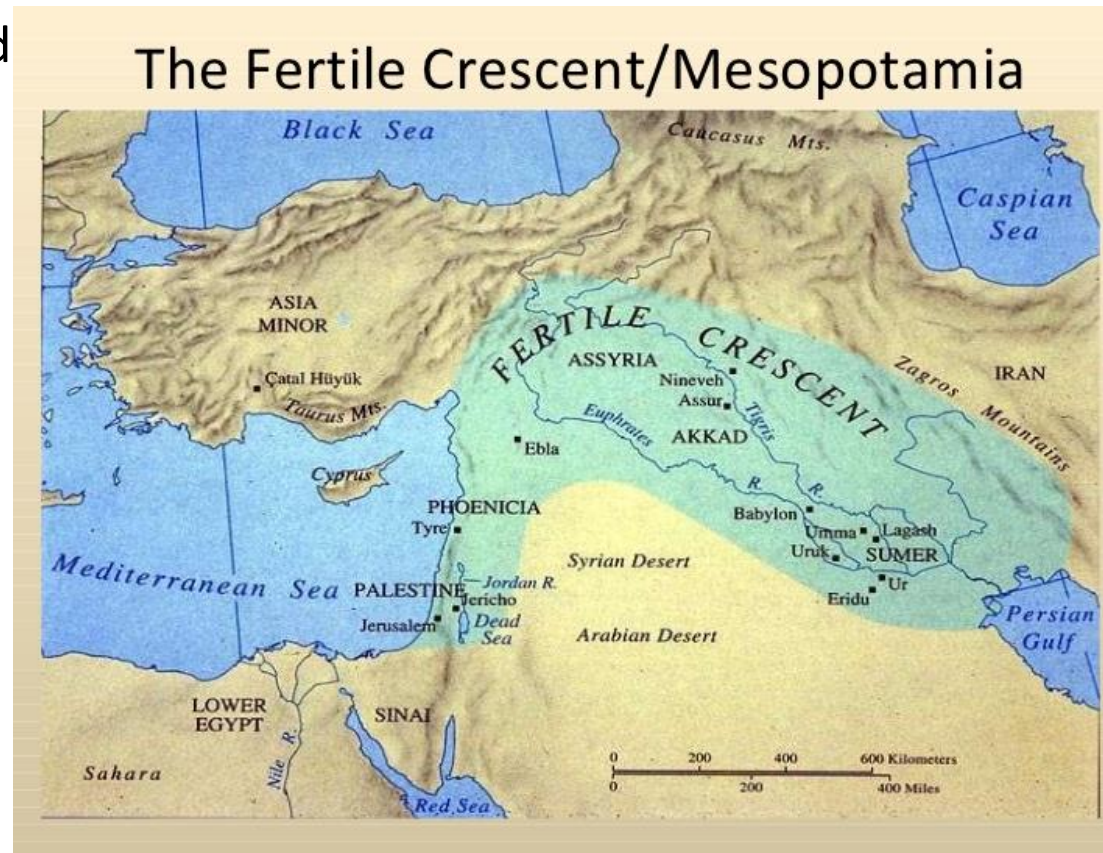 d
The Fertile Crescent/Mesopotamia
Black Sea
Caucasus Mts.
Caspian
Sea
ASIA
MINOR
FERTILE CRESCENT
ASSYRIA
Zagros Mountains
IRAN
Nineveh
Çatal Hüyük
Assur
Taurus Mts.
Euphrates R.
Tigris R.
AKKAD
Ebla
Cyprus
PHOENICIA
Babylon
Tyre
Umma
Lagash
Uruk
SUMER
Syrian Desert
Mediterranean Sea
PALESTINE
Jordan R.
Ur
Jericho
Eridu
Persian
Gulf
Jerusalem
Dead
Sea
Arabian Desert
LOWER
EGYPT
SINAI
Nile R.
Sahara
Red Sea
0 200 400 600 Kilometers
0 200 400 Miles